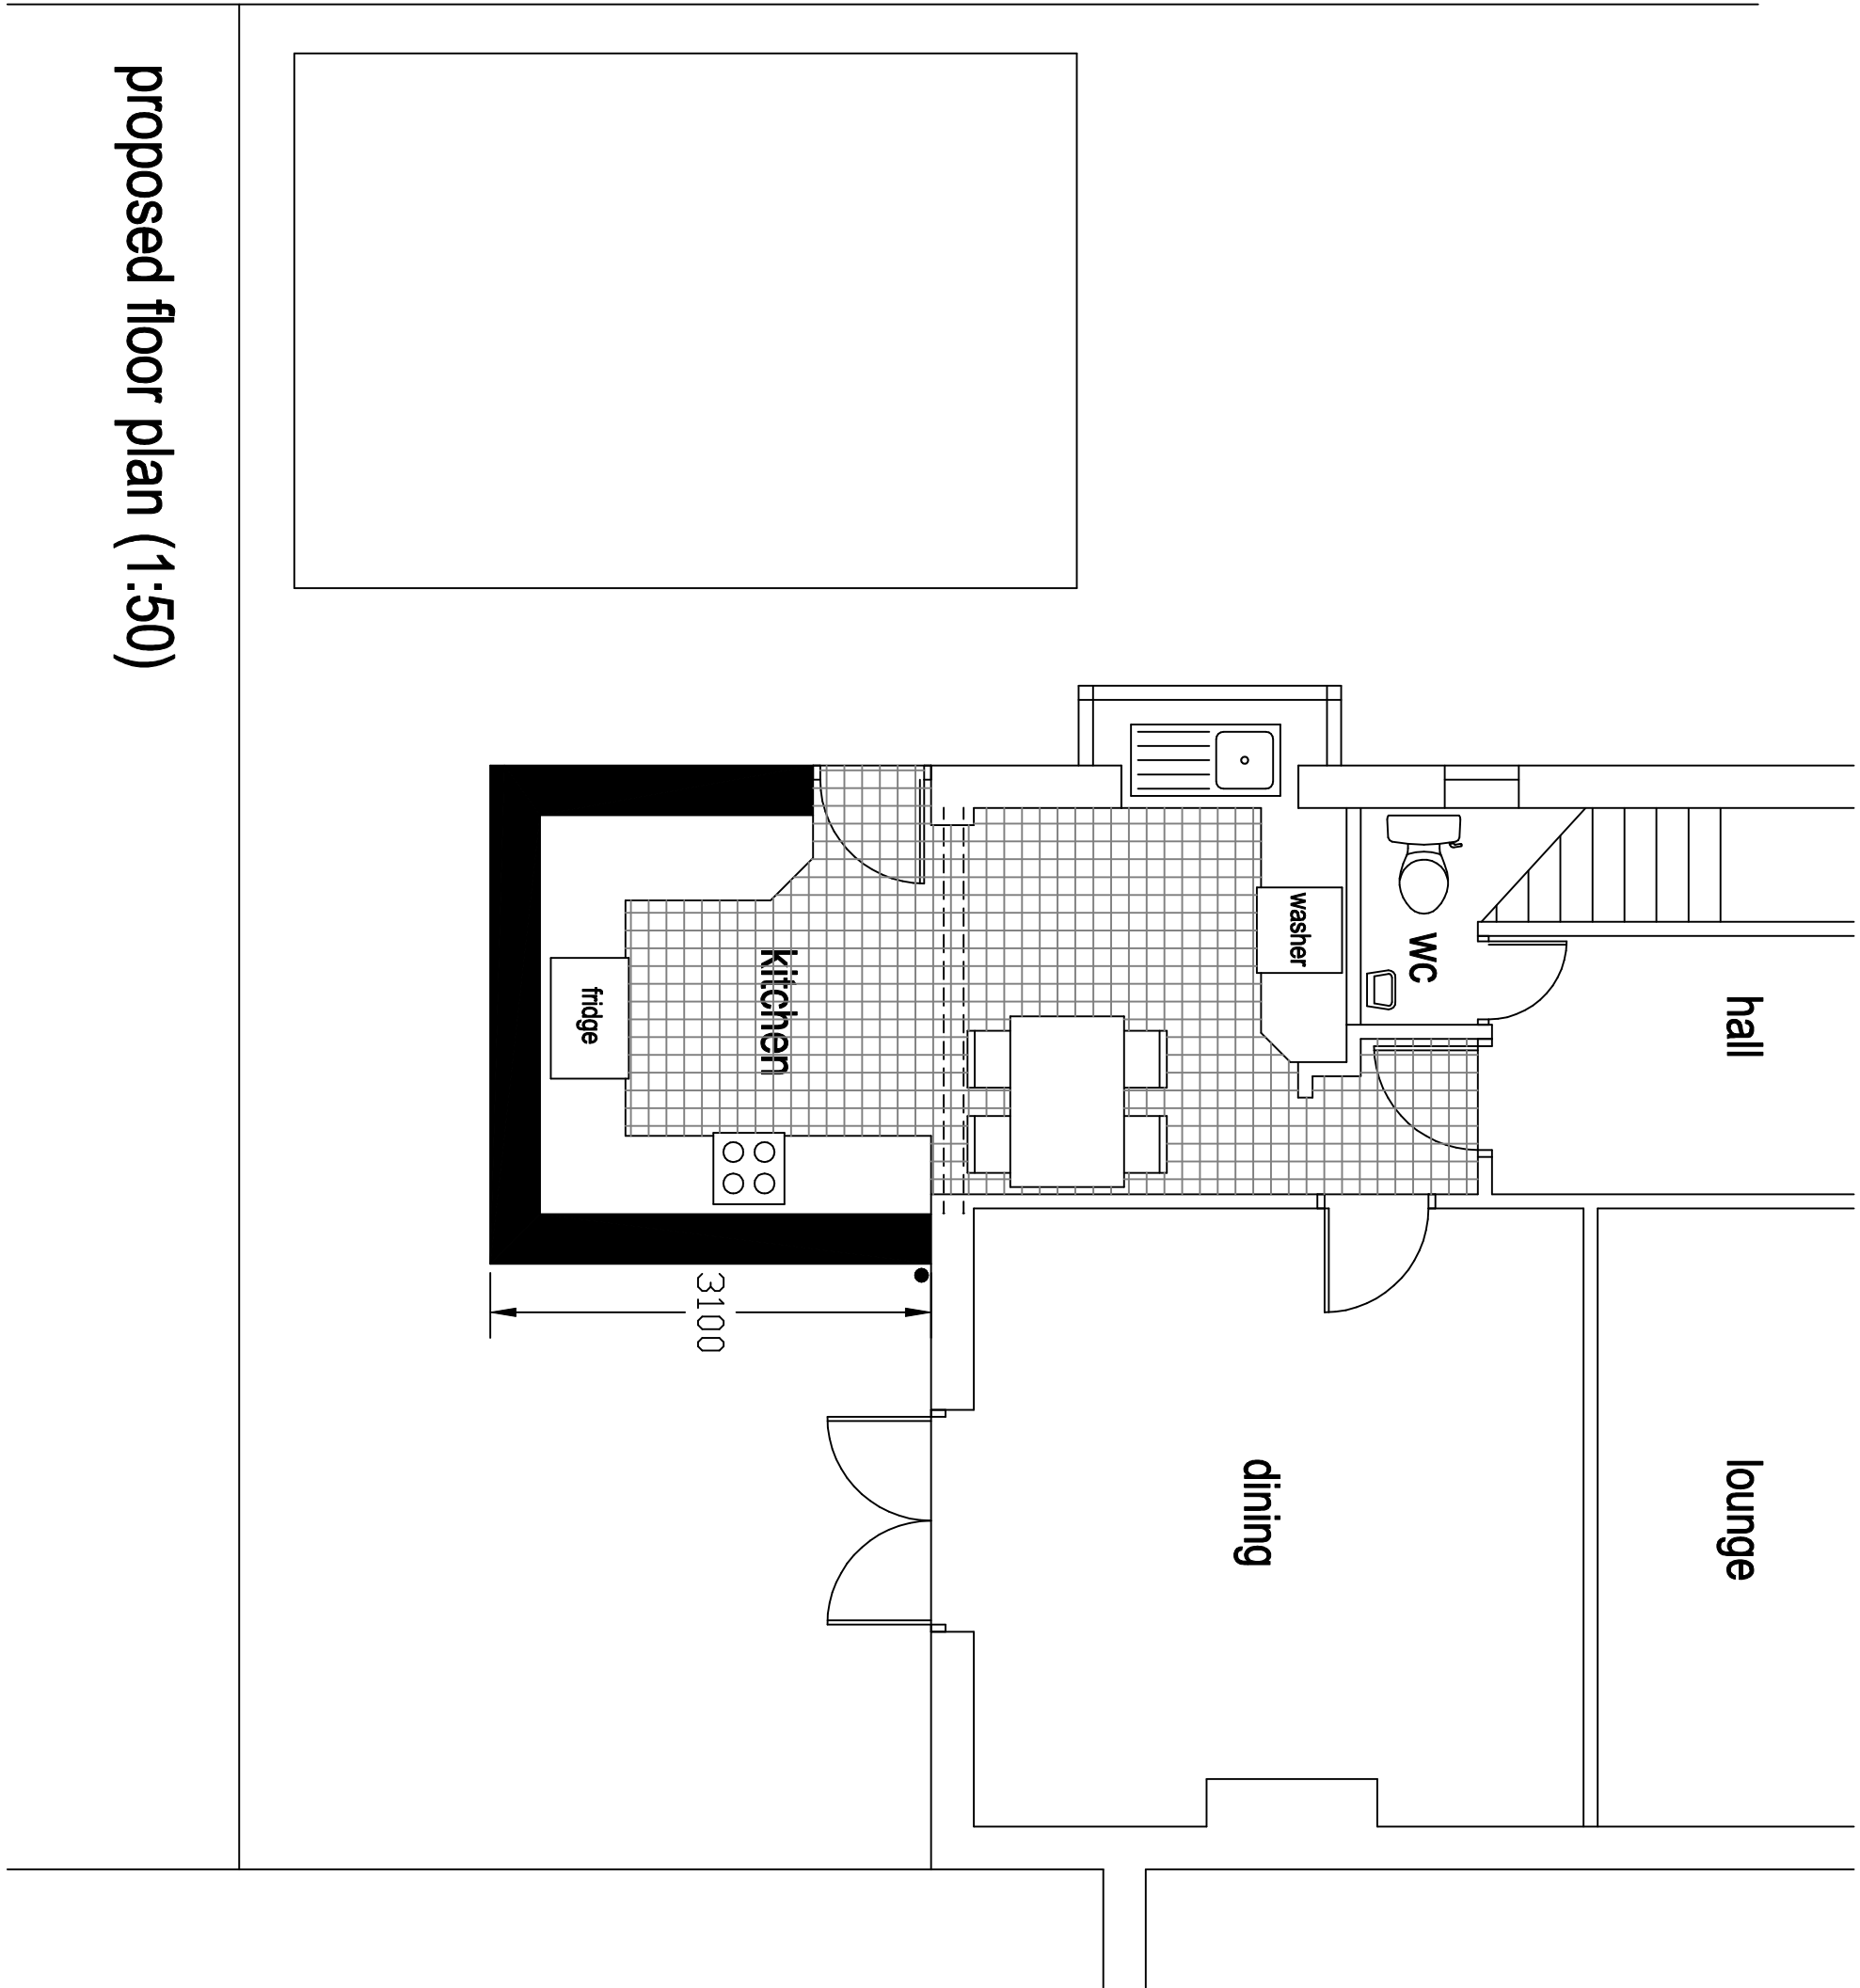 hall
lounge
WC
washer
dining
kitchen
fridge
3100
proposed floor plan (1:50)